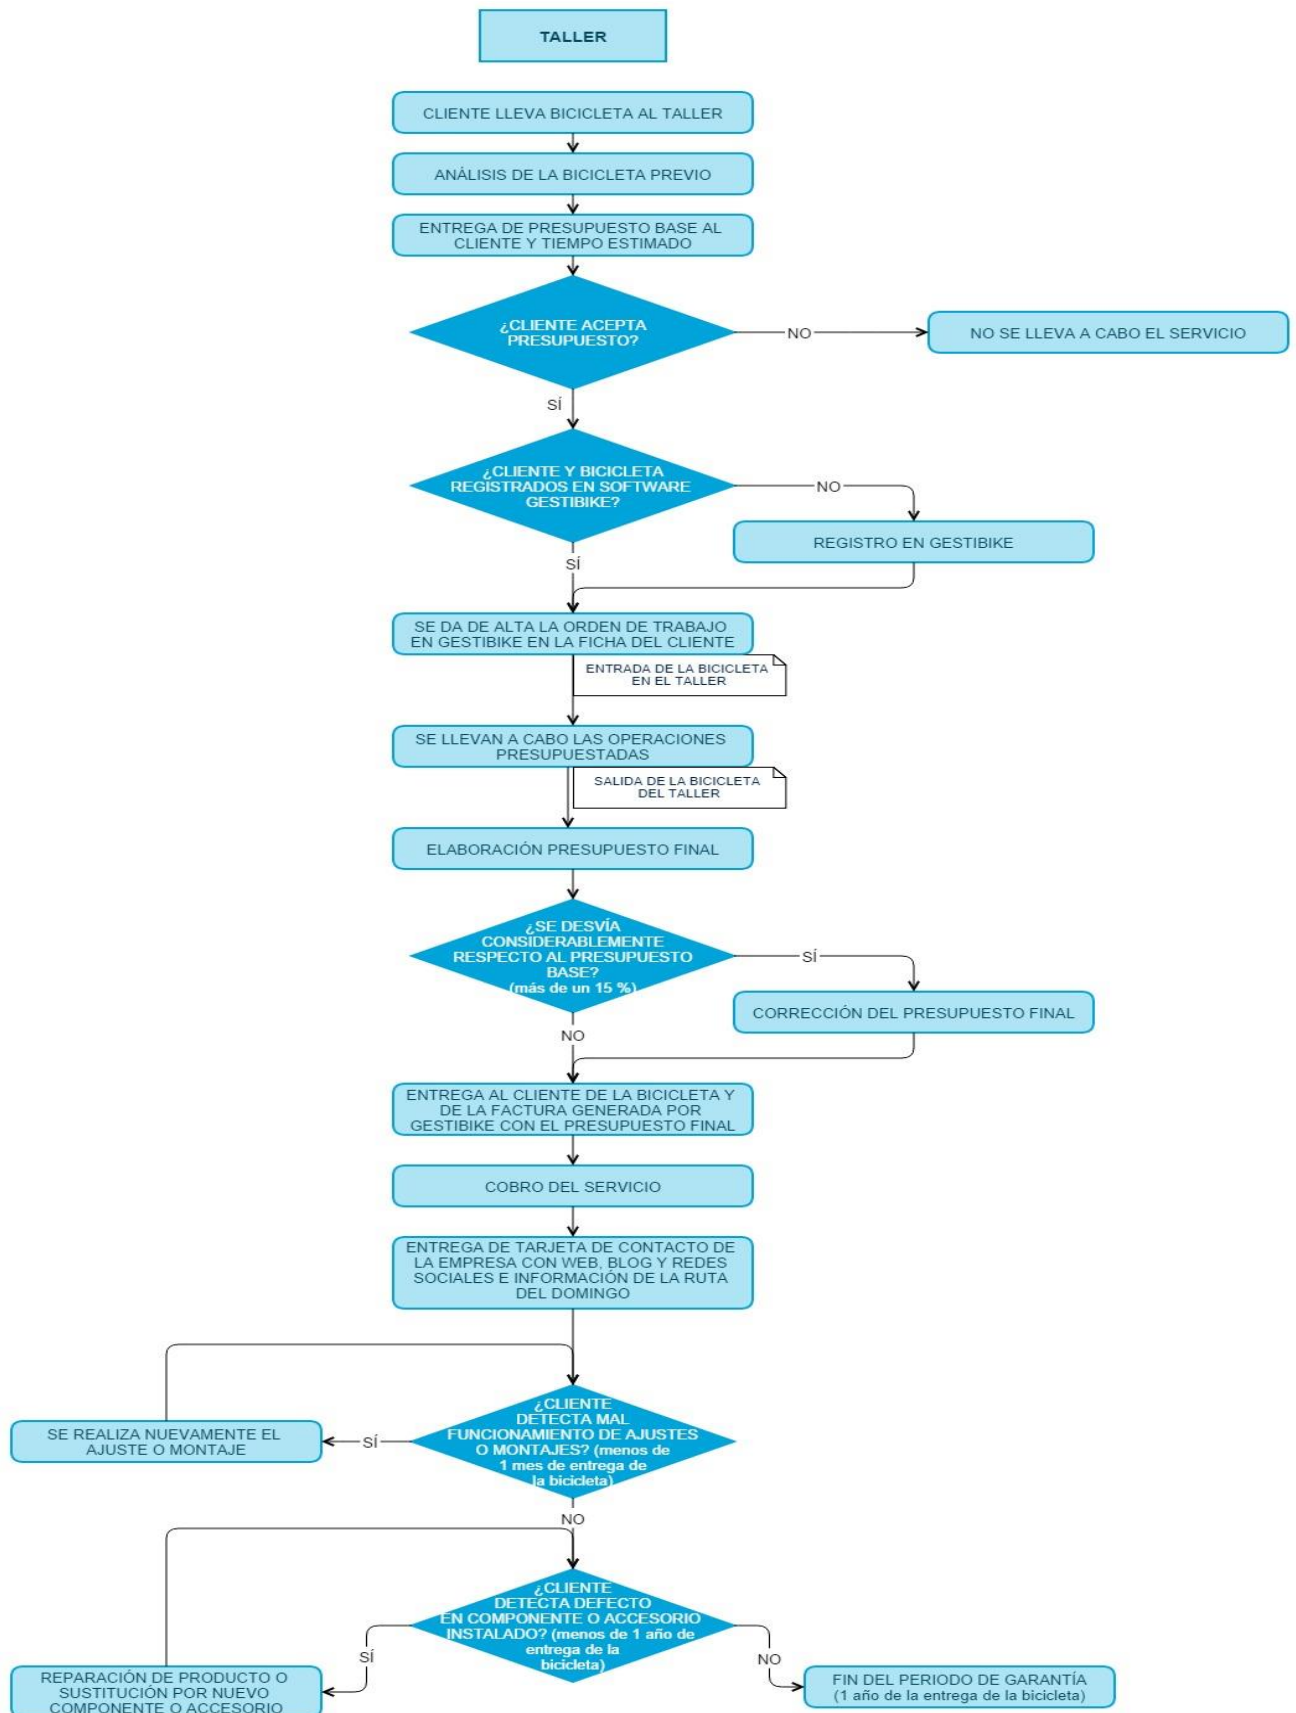 TALLER
CLIENTE LLEVA BICICLETA AL TALLER
ANÁLISIS DE LA BICICLETA PREVIO
ENTREGA DE PRESUPUESTO BASE AL
CLIENTE Y TIEMPO ESTIMADO
¿CLIENTE ACEPTA
PRESUPUESTO?
NO
NO SE LLEVA A CABO EL SERVICIO
SÍ
¿CLIENTE Y BICICLETA
REGISTRADOS EN SOFTWARE
GESTIBIKE?
NO
REGISTRO EN GESTIBIKE
SÍ
SE DA DE ALTA LA ORDEN DE TRABAJO
EN GESTIBIKE EN LA FICHA DEL CLIENTE
ENTRADA DE LA BICICLETA
EN EL TALLER
SE LLEVAN A CABO LAS OPERACIONES
PRESUPUESTADAS
SALIDA DE LA BICICLETA
DEL TALLER
ELABORACIÓN PRESUPUESTO FINAL
¿SE DESVÍA
CONSIDERABLEMENTE
RESPECTO AL PRESUPUESTO
BASE?
(más de un 15 %)
SÍ
CORRECCIÓN DEL PRESUPUESTO FINAL
NO
ENTREGA AL CLIENTE DE LA BICICLETA Y
DE LA FACTURA GENERADA POR
GESTIBIKE CON EL PRESUPUESTO FINAL
COBRO DEL SERVICIO
ENTREGA DE TARJETA DE CONTACTO DE
LA EMPRESA CON WEB, BLOG Y REDES
SOCIALES E INFORMACIÓN DE LA RUTA
DEL DOMINGO
¿CLIENTE
DETECTA MAL
FUNCIONAMIENTO DE AJUSTES
O MONTAJES? (menos de
1 mes de entrega de
la bicicleta)
SÍ
SE REALIZA NUEVAMENTE EL
AJUSTE O MONTAJE
NO
¿CLIENTE
DETECTA DEFECTO
EN COMPONENTE O ACCESORIO
INSTALADO? (menos de 1 año de
entrega de la
bicicleta)
SÍ
REPARACIÓN DE PRODUCTO O
SUSTITUCIÓN POR NUEVO
COMPONENTE O ACCESORIO
NO
FIN DEL PERIODO DE GARANTÍA
(1 año de la entrega de la bicicleta)